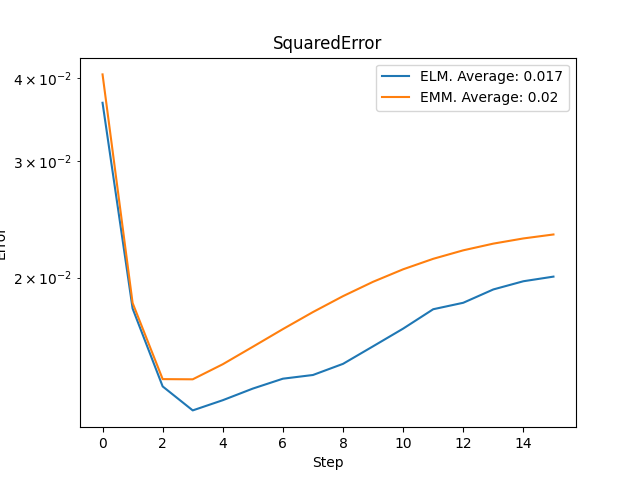 SquaredError
4 × 10⁻²
3 × 10⁻²
2 × 10⁻²
ELM. Average: 0.017
EMM. Average: 0.02
0 2 4 6 8 10 12 14
Step